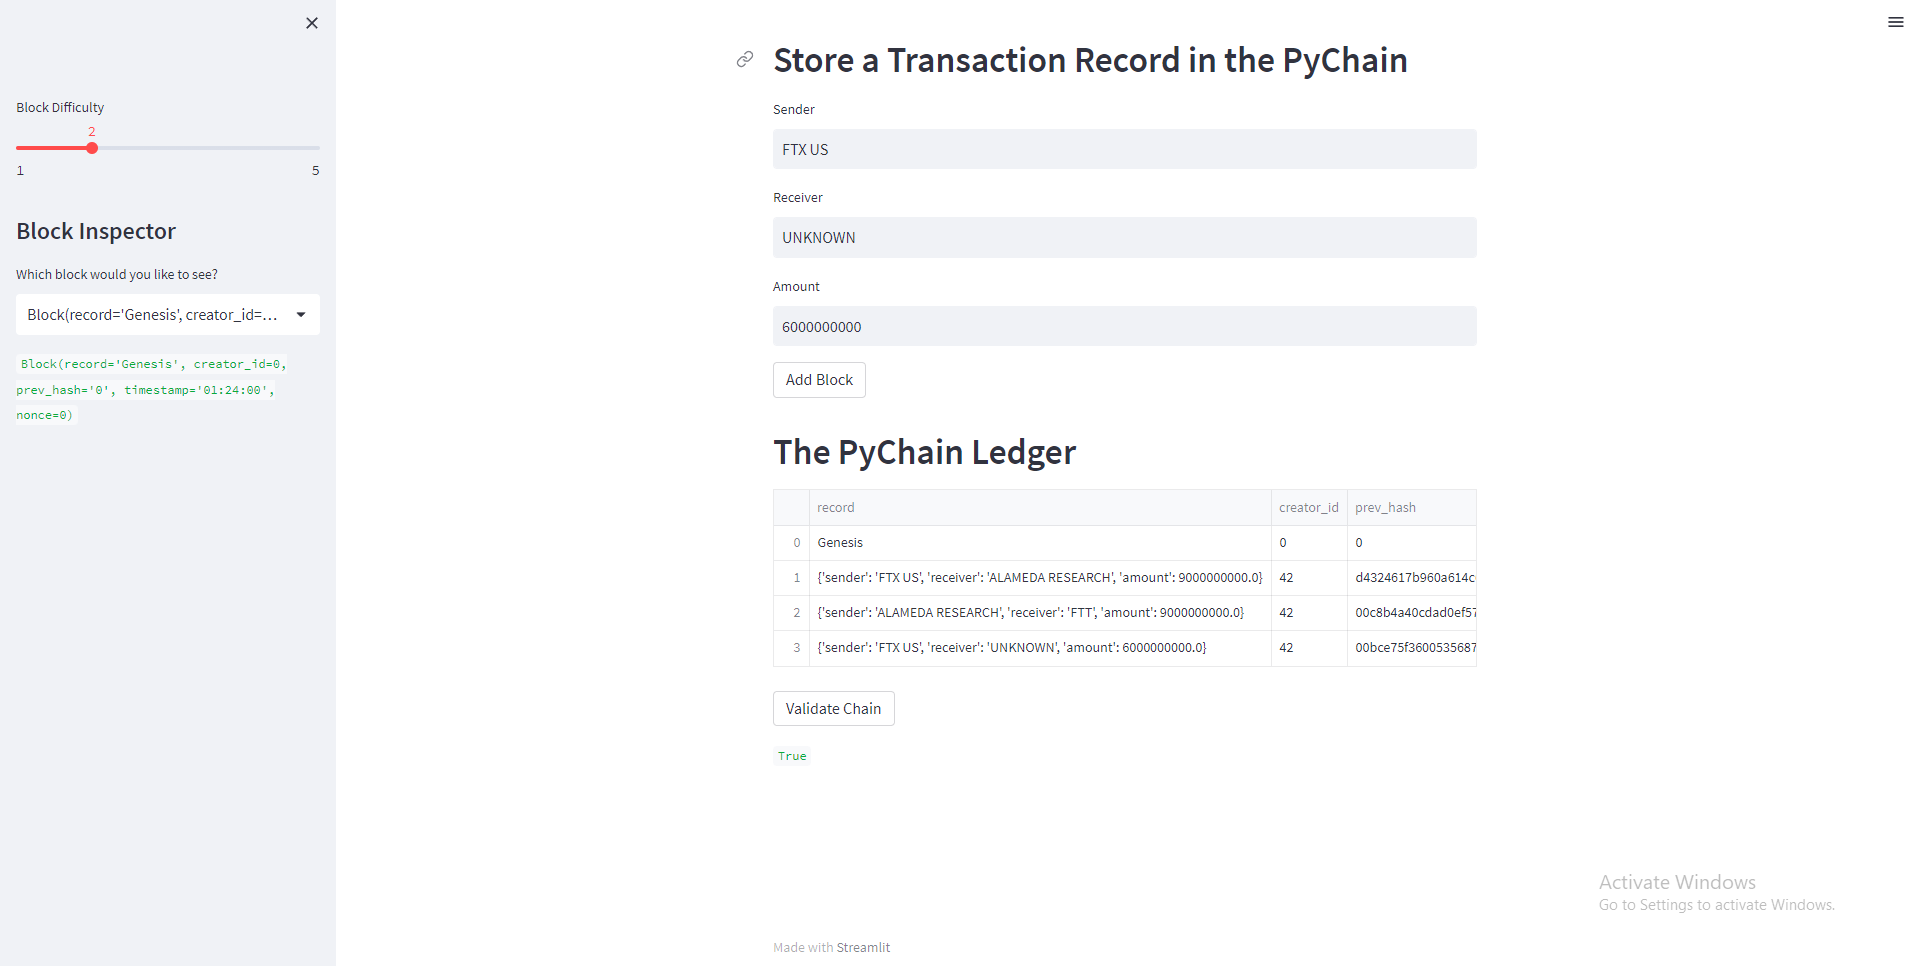 Block Difficulty
2
1 5
Block Inspector
Which block would you like to see?
Block(record='Genesis', creator_id=...
Block(record='Genesis', creator_id=0,
prev_hash='0', timestamp='01:24:00',
nonce=0)
Store a Transaction Record in the PyChain
Sender
FTX US
Receiver
UNKNOWN
Amount
6000000000
Add Block
The PyChain Ledger
record creator_id prev_hash
0 Genesis 0 0
1 {'sender': 'FTX US', 'receiver': 'ALAMEDA RESEARCH', 'amount': 9000000000.0} 42 d4324617b960a614c
2 {'sender': 'ALAMEDA RESEARCH', 'receiver': 'FTT', 'amount': 9000000000.0} 42 00c8b4a40cdad0ef57
3 {'sender': 'FTX US', 'receiver': 'UNKNOWN', 'amount': 6000000000.0} 42 00bce75f3600535687
Validate Chain
True
Activate Windows
Go to Settings to activate Windows.
Made with Streamlit